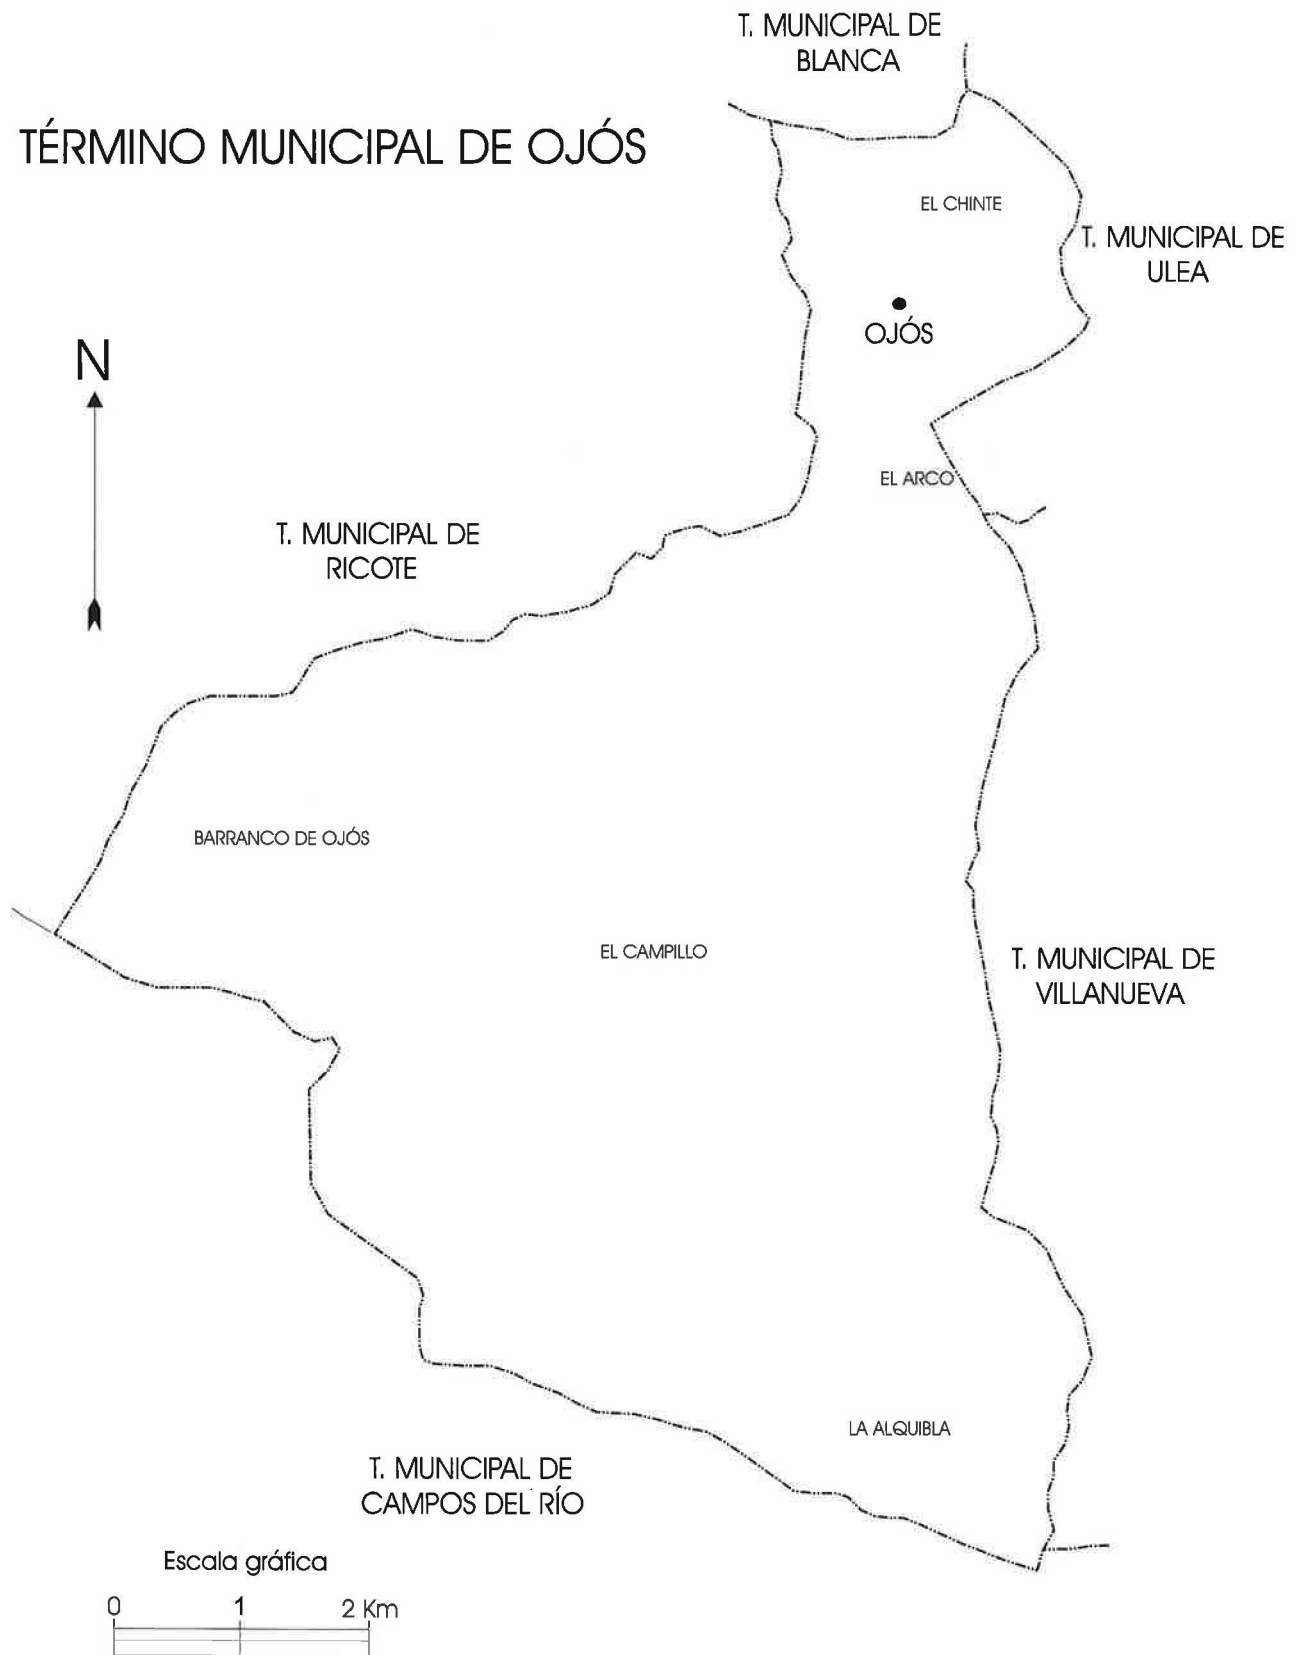 T. MUNICIPAL DE
BLANCA
TÉRMINO MUNICIPAL DE OJÓS
EL CHINTE
T. MUNICIPAL DE
ULEA
OJÓS
N
EL ARCO
T. MUNICIPAL DE
RICOTE
BARRANCO DE OJÓS
EL CAMPILLO
T. MUNICIPAL DE
VILLANUEVA
LA ALQUIBLA
T. MUNICIPAL DE
CAMPOS DEL RÍO
Escala gráfica
0 1 2 Km